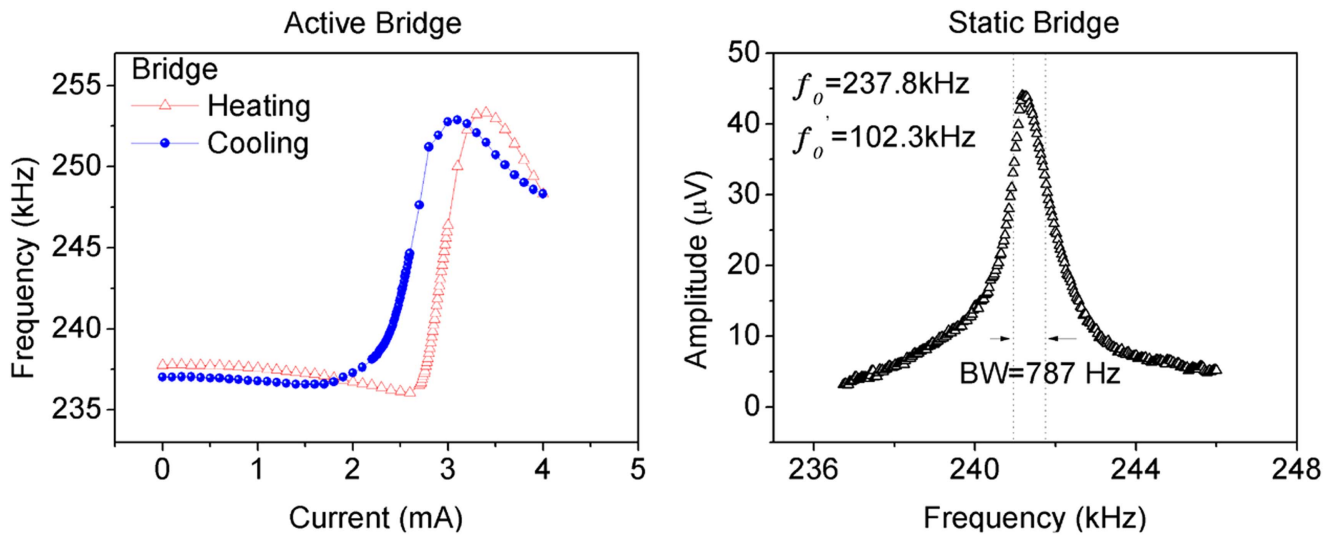 Active Bridge
Bridge
Heating
Cooling
255
250
245
240
235
0
1
2
3
4
5
Frequency (kHz)
Current (mA)
Static Bridge
f0=237.8kHz
f0'=102.3kHz
50
40
30
20
10
0
BW=787 Hz
236
240
244
248
Amplitude (μV)
Frequency (kHz)